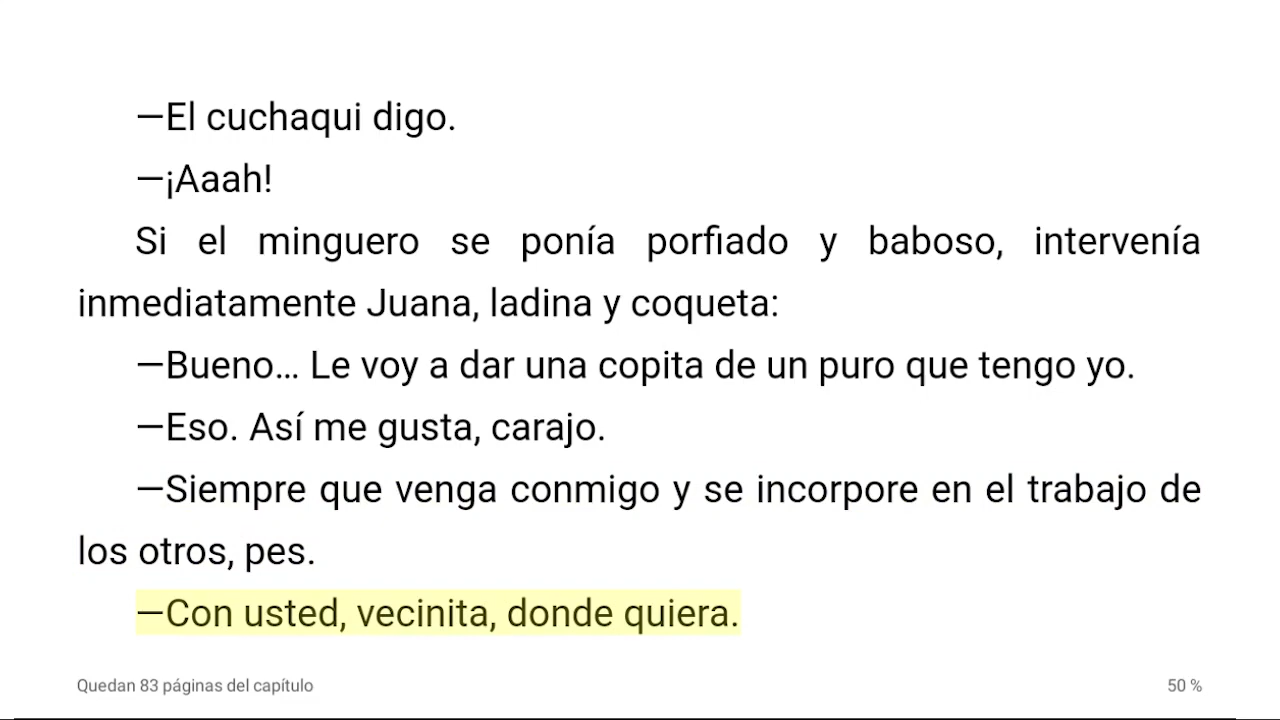 —El cuchaqui digo.
—¡Aaah!
Si el minguero se ponía porfiado y baboso, intervenía
inmediatamente Juana, ladina y coqueta:
—Bueno… Le voy a dar una copita de un puro que tengo yo.
—Eso. Así me gusta, carajo.
—Siempre que venga conmigo y se incorpore en el trabajo de
los otros, pes.
—Con usted, vecinita, donde quiera.
Quedan 83 páginas del capítulo
50 %